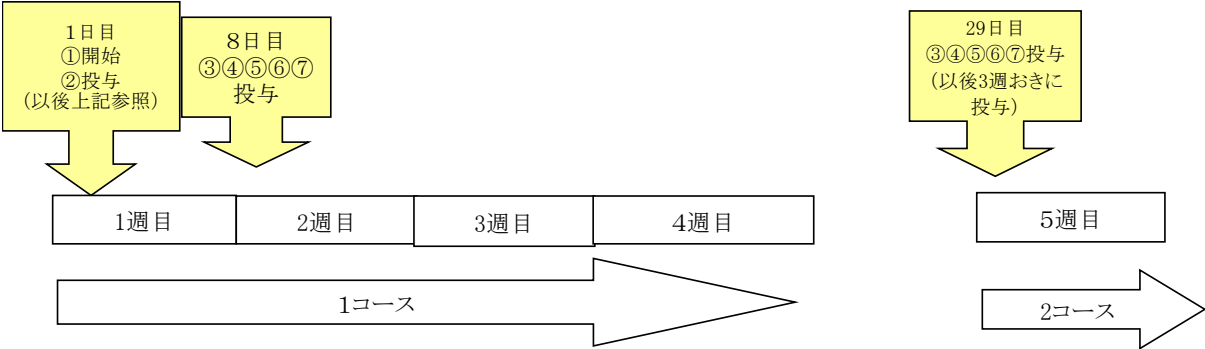 1日目
①開始
②投与
(以後上記参照)
8日目
③④⑤⑥⑦
投与
29日目
③④⑤⑥⑦投与
(以後3週おきに
投与)
1週目
2週目
3週目
4週目
5週目
1コース
2コース